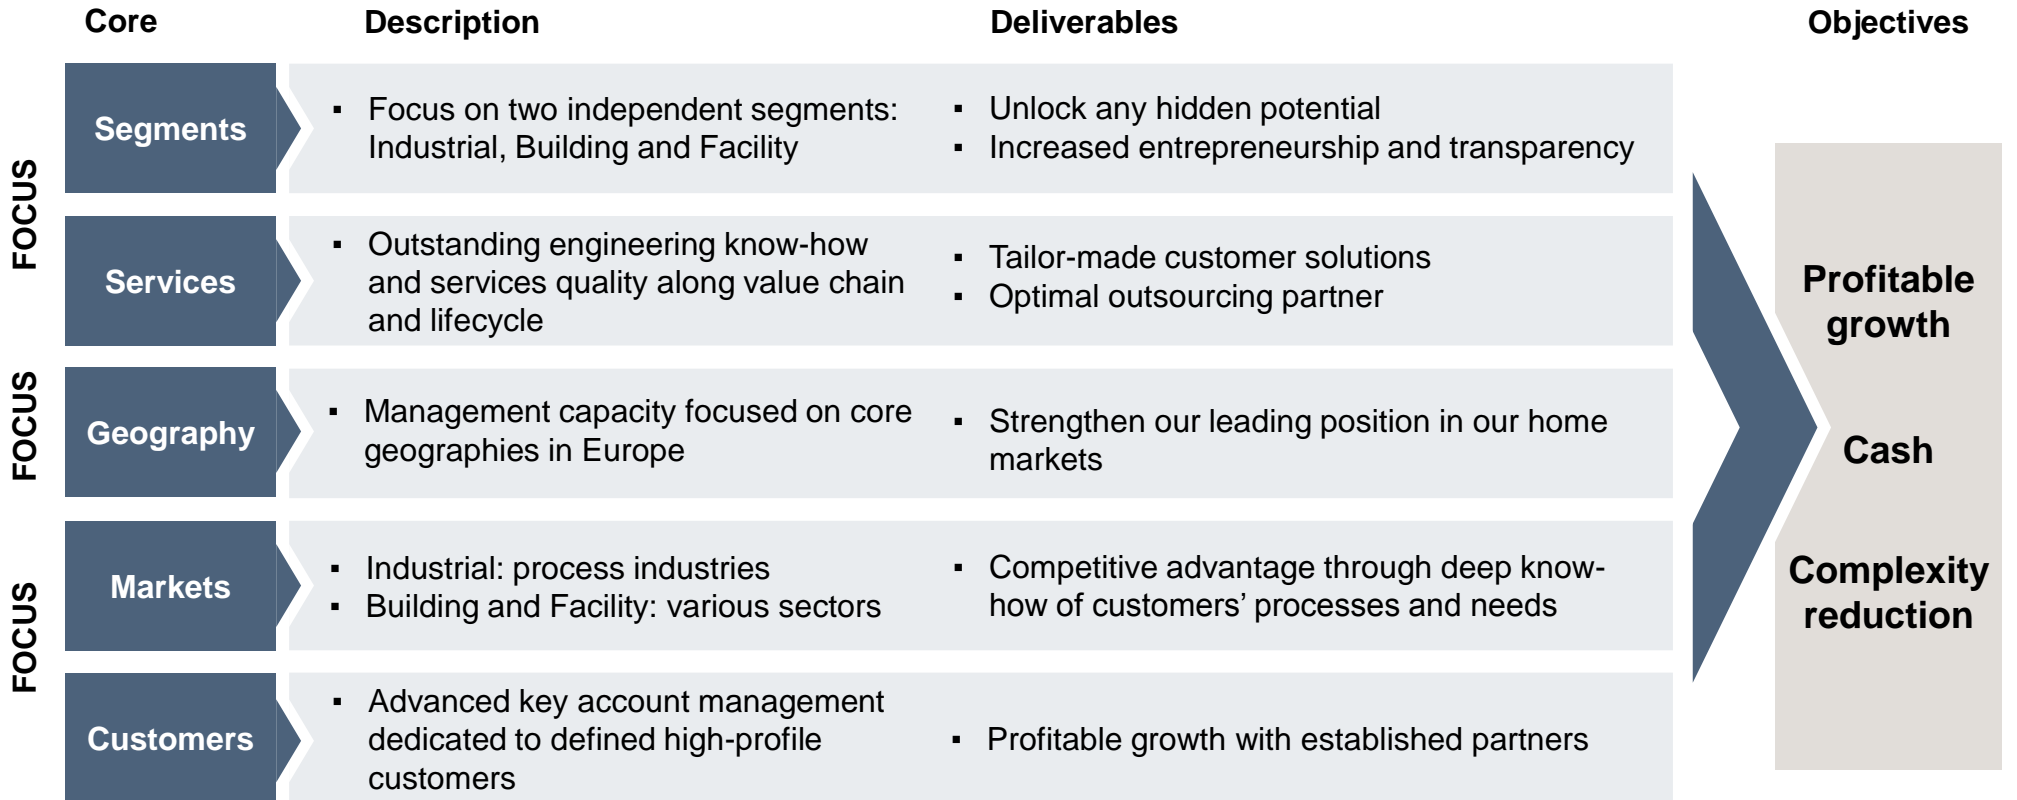 Core
Description
Deliverables
Objectives
FOCUS
FOCUS
FOCUS
Segments
▪ Focus on two independent segments:
Industrial, Building and Facility
▪ Unlock any hidden potential
▪ Increased entrepreneurship and transparency
Services
▪ Outstanding engineering know-how
and services quality along value chain
and lifecycle
▪ Tailor-made customer solutions
▪ Optimal outsourcing partner
Geography
▪ Management capacity focused on core
geographies in Europe
▪ Strengthen our leading position in our home
markets
Markets
▪ Industrial: process industries
▪ Building and Facility: various sectors
▪ Competitive advantage through deep know-
how of customers’ processes and needs
Customers
▪ Advanced key account management
dedicated to defined high-profile
customers
▪ Profitable growth with established partners
Profitable
growth
Cash
Complexity
reduction